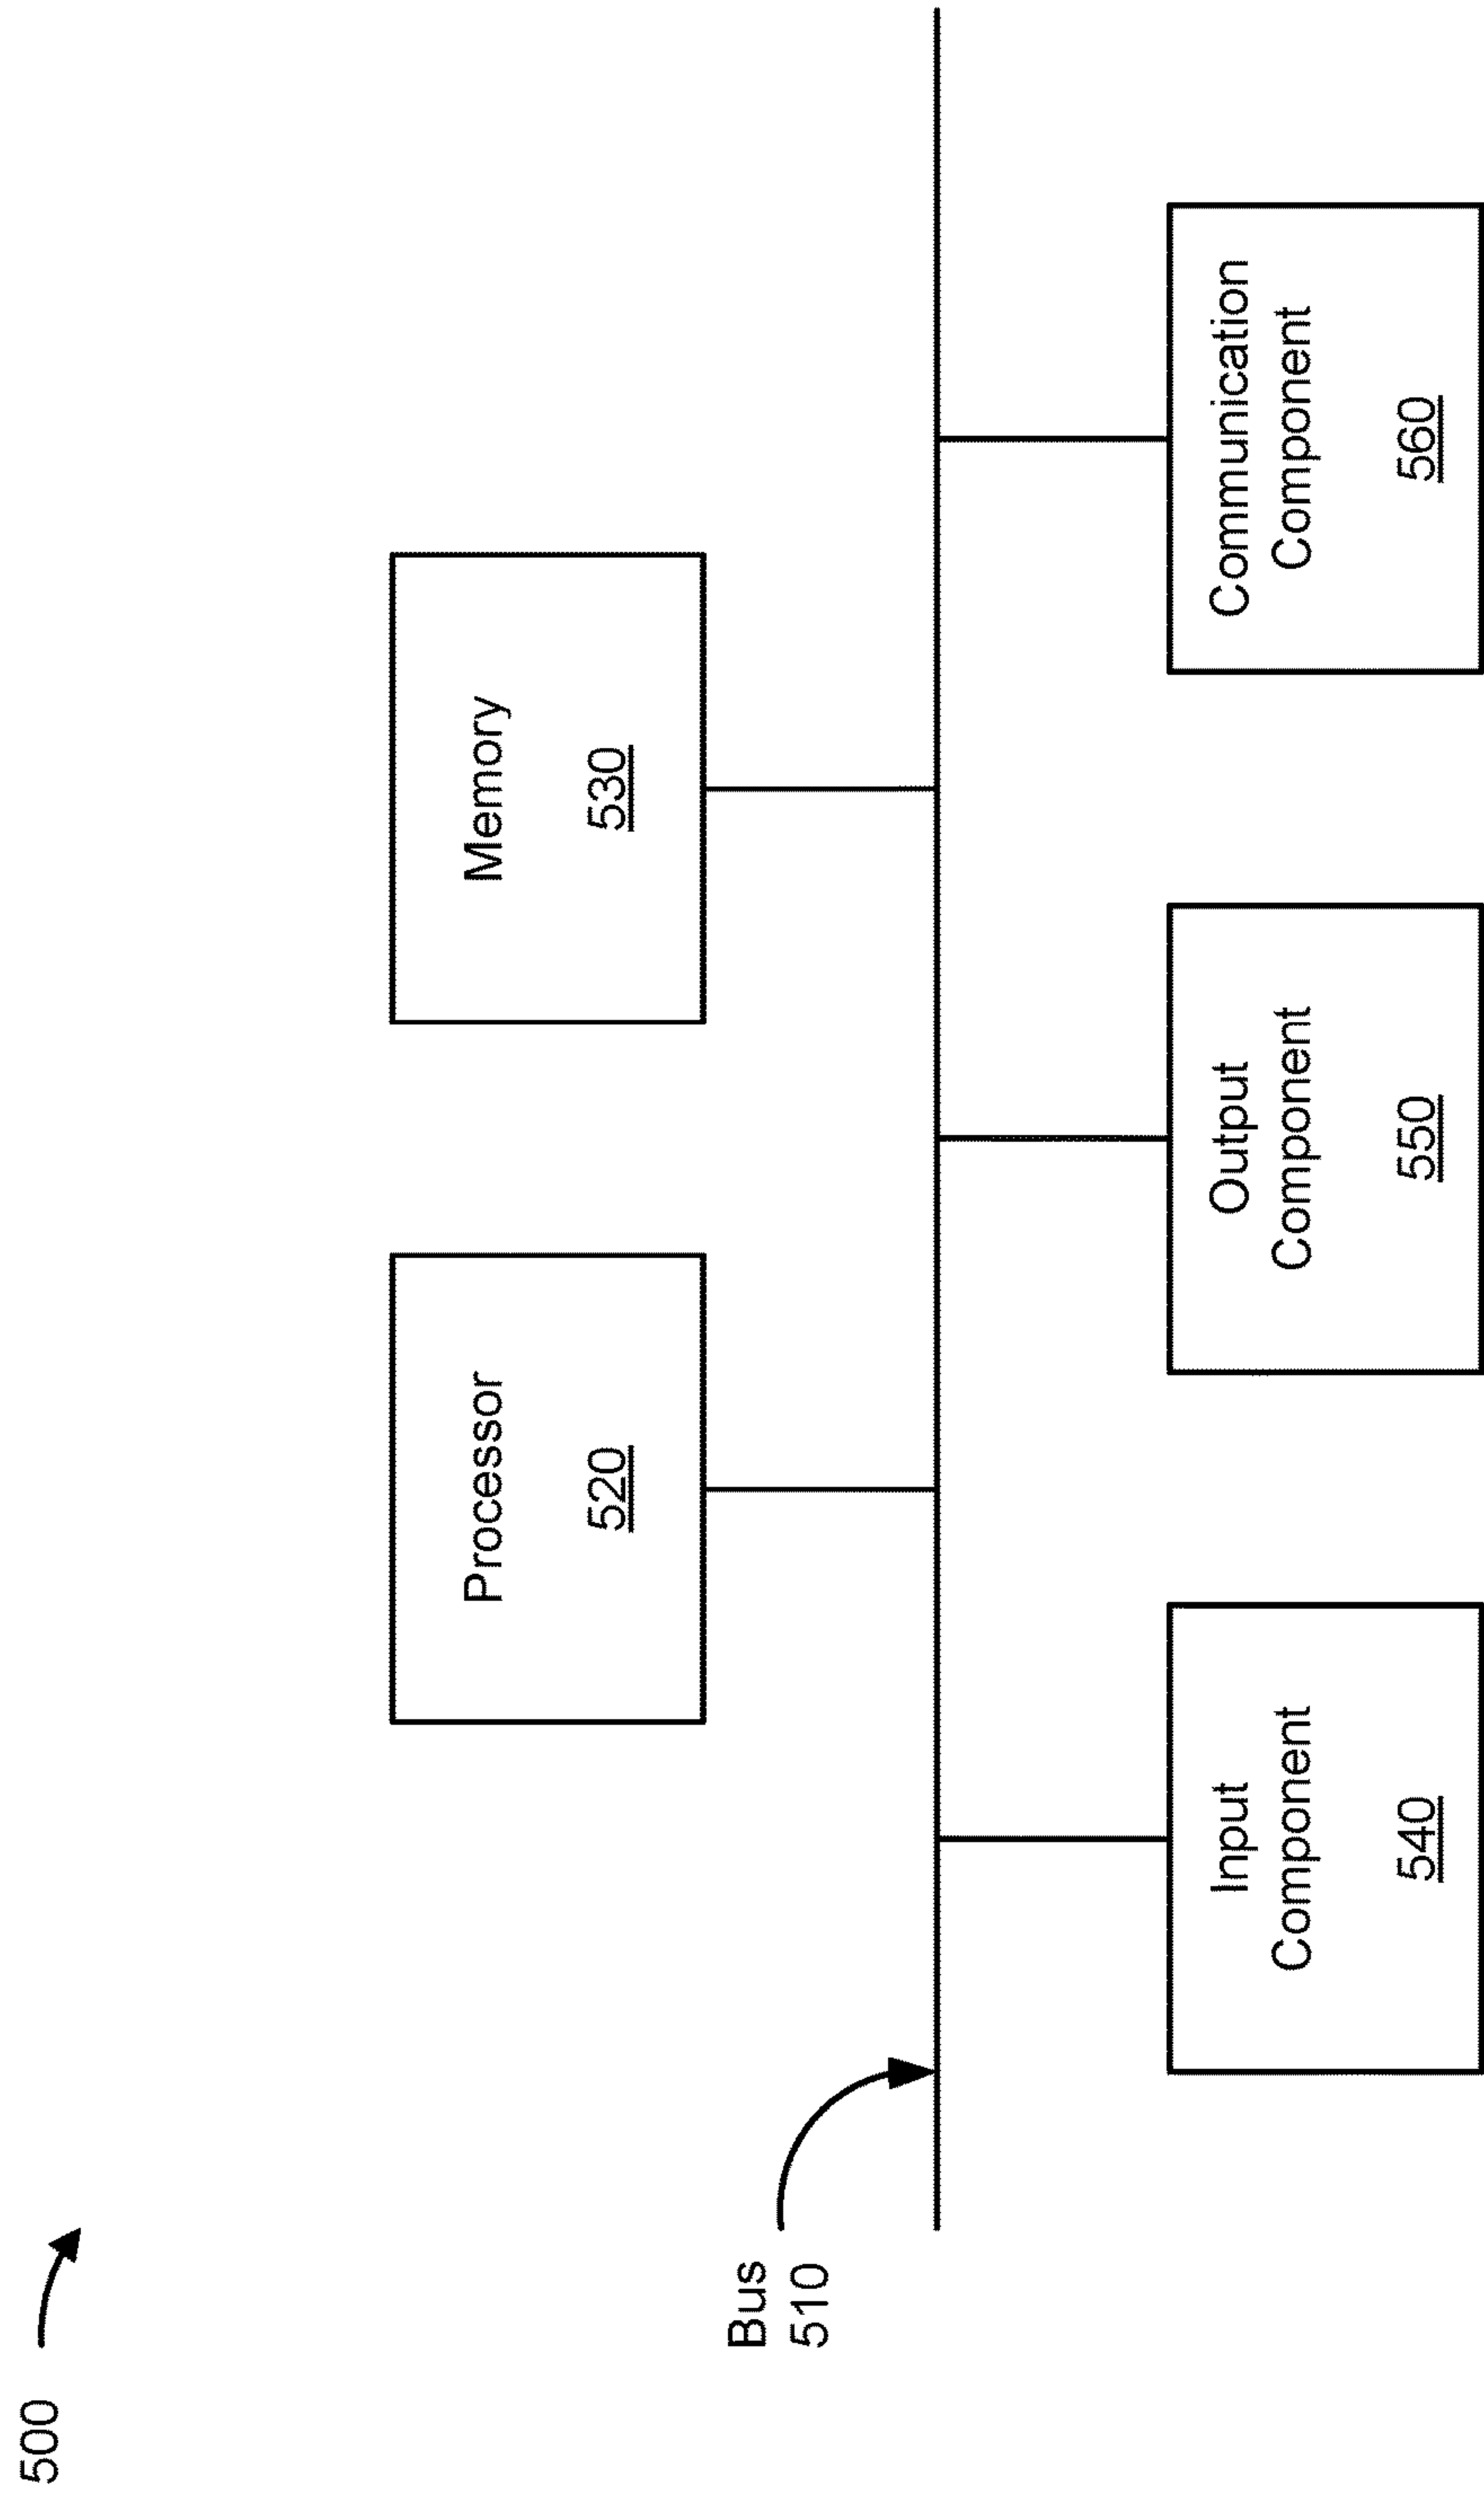 500
Processor
520
Memory
530
Bus
510
Input
Component
540
Output
Component
550
Communication
Component
560